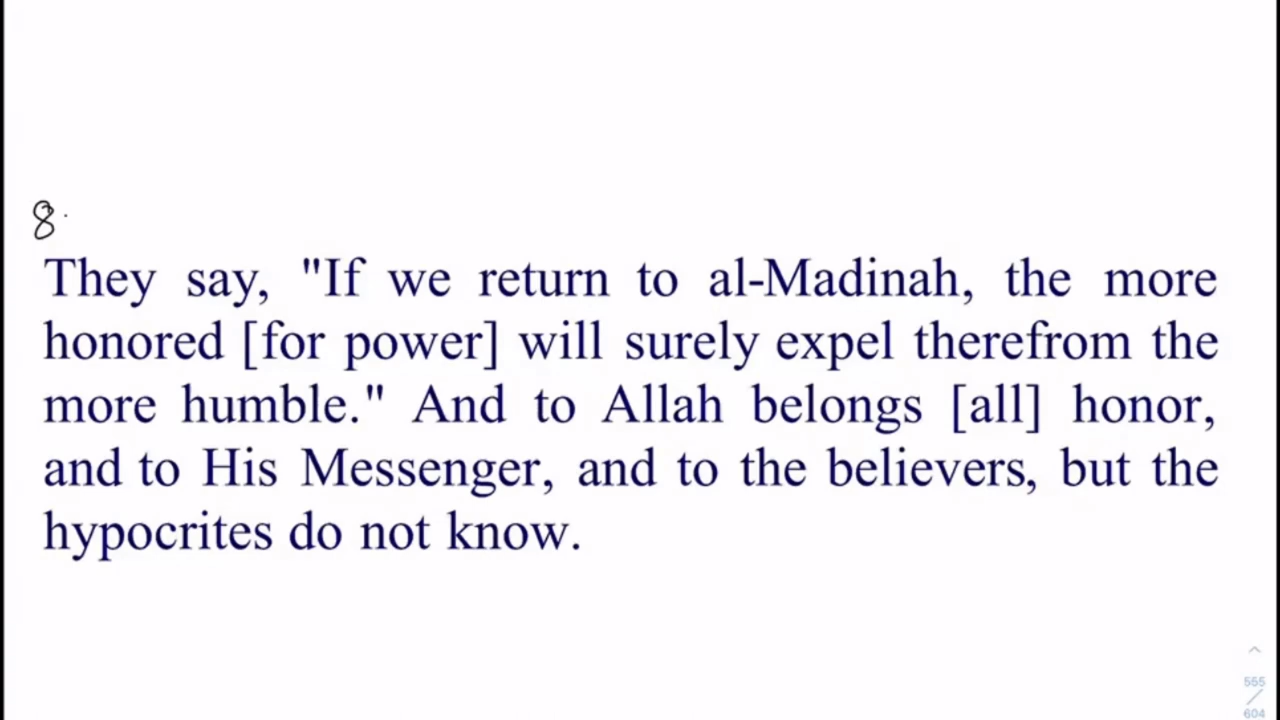 8.
They say, "If we return to al-Madinah, the more
honored [for power] will surely expel therefrom the
more humble." And to Allah belongs [all] honor,
and to His Messenger, and to the believers, but the
hypocrites do not know.
555
604